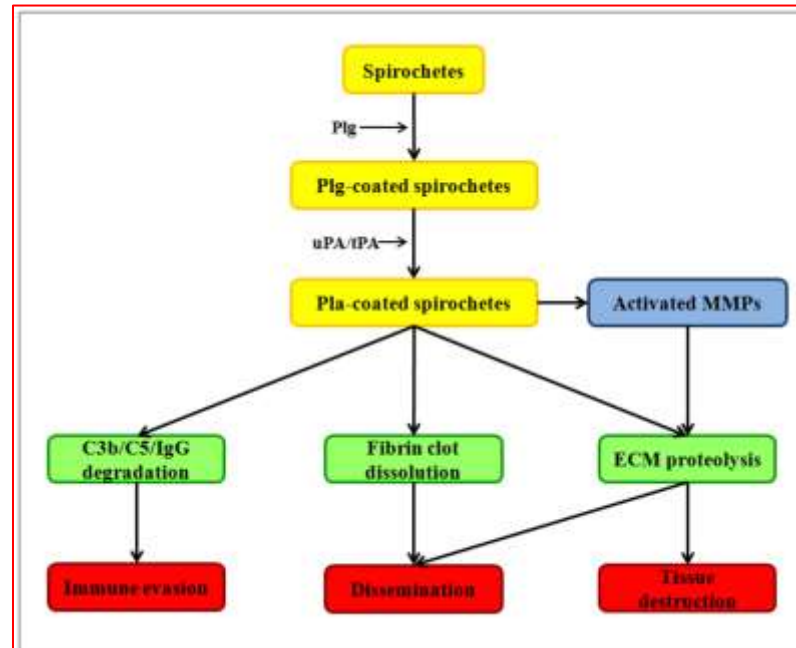 Spirochetes
Plg
Plg-coated spirochetes
uPA/tPA
Pla-coated spirochetes
Activated MMPs
C3b/C5/IgG
degradation
Fibrin clot
dissolution
ECM proteolysis
Immune evasion
Dissemination
Tissue
destruction